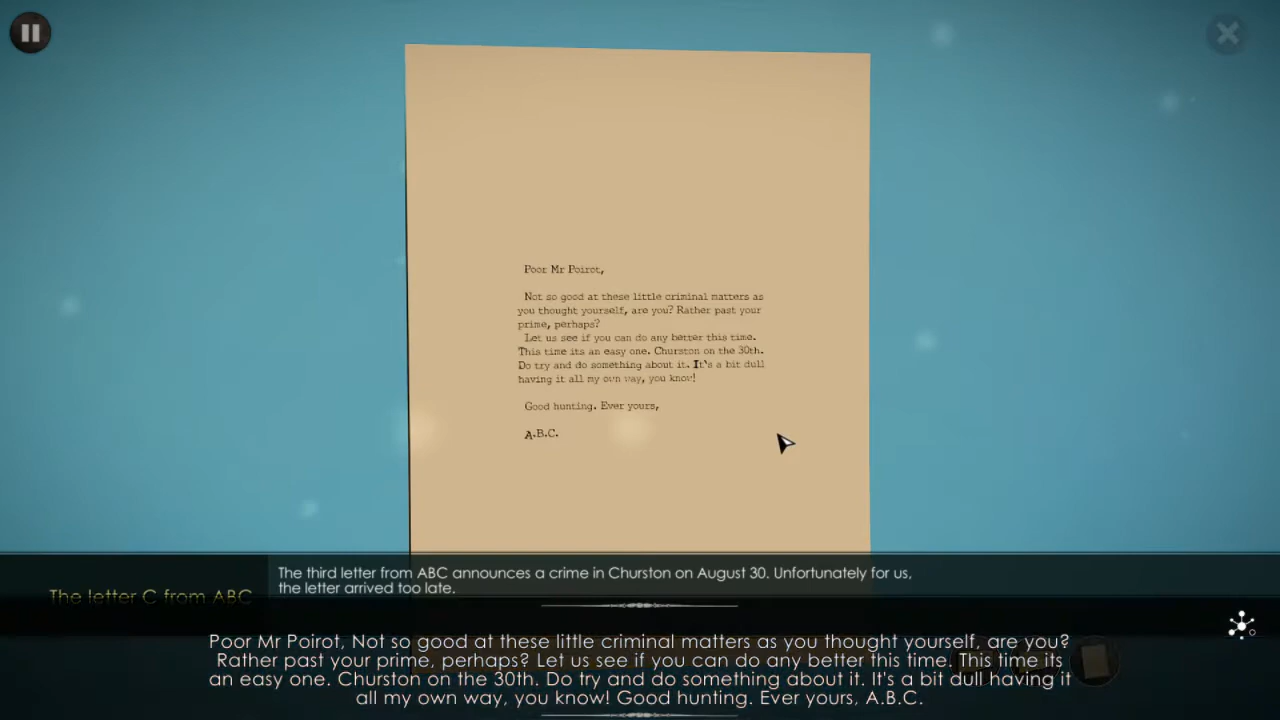 Poor Mr Poirot,
Not so good at these little criminal matters as
you thought yourself, are you? Rather past your
prime, perhaps?
Let us see if you can do any better this time.
This time its an easy one. Churston on the 30th.
Do try and do something about it. It's a bit dull
having it all my own way, you know!
Good hunting. Ever yours,
A.B.C.
The letter C from ABC
The third letter from ABC announces a crime in Churston on August 30. Unfortunately for us,
the letter arrived too late.
Poor Mr Poirot, Not so good at these little criminal matters as you thought yourself, are you?
Rather past your prime, perhaps? Let us see if you can do any better this time. This time its
an easy one. Churston on the 30th. Do try and do something about it. It's a bit dull having it
all my own way, you know! Good hunting. Ever yours, A.B.C.